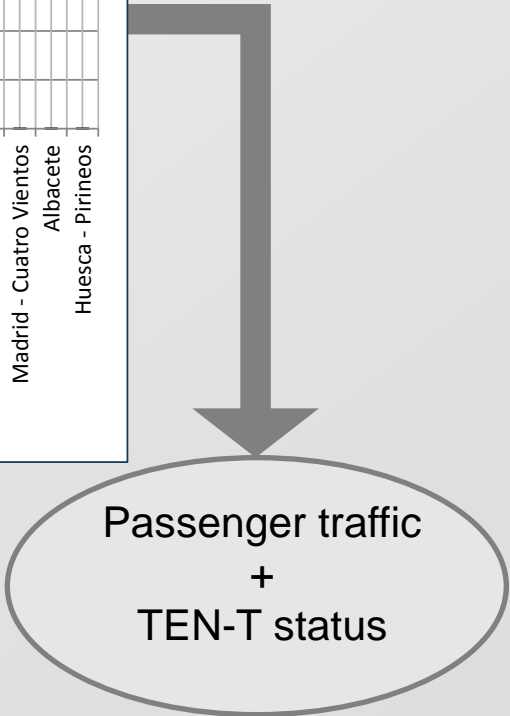 Madrid - Cuatro Vientos
Albacete
Huesca - Pirineos
Passenger traffic
+
TEN-T status